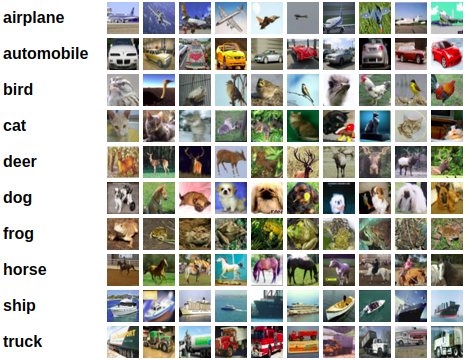 airplane
automobile
bird
cat
deer
dog
frog
horse
ship
truck